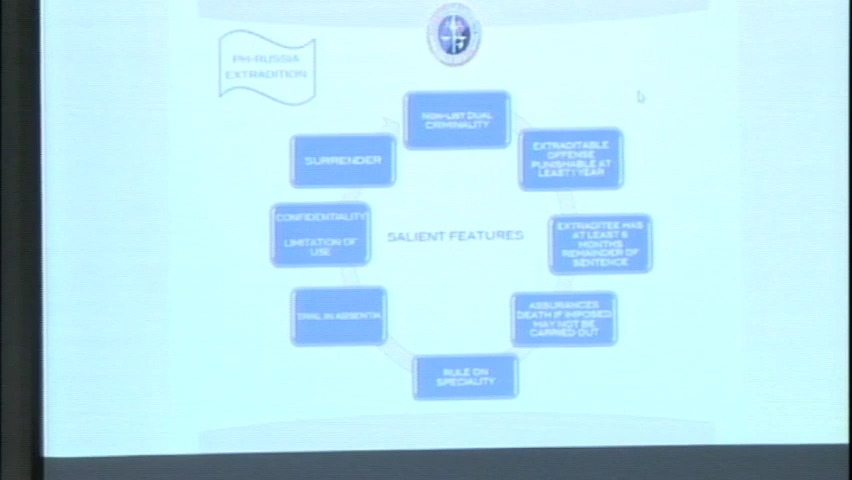 PH-RUSSIA
EXTRADITION
NON-LIST DUAL
CRIMINALITY
EXTRADITABLE
OFFENSE
PUNISHABLE AT
LEAST 1 YEAR
EXTRADITEE HAS
AT LEAST 6
MONTHS
REMAINDER OF
SENTENCE
ASSURANCES
DEATH IF IMPOSED
MAY NOT BE
CARRIED OUT
RULE ON
SPECIALITY
TRIAL IN ABSENTIA
CONFIDENTIALITY
LIMITATION OF
USE
SURRENDER
SALIENT FEATURES